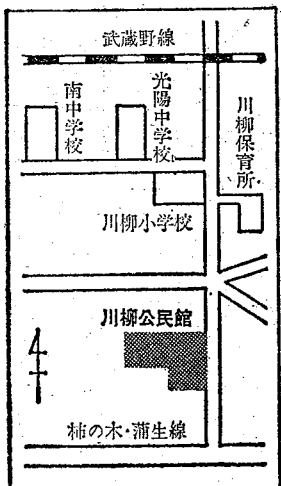 武蔵野線
南中学校
光陽中学校
川柳保育所
川柳小学校
川柳公民館
柿の木・蒲生線